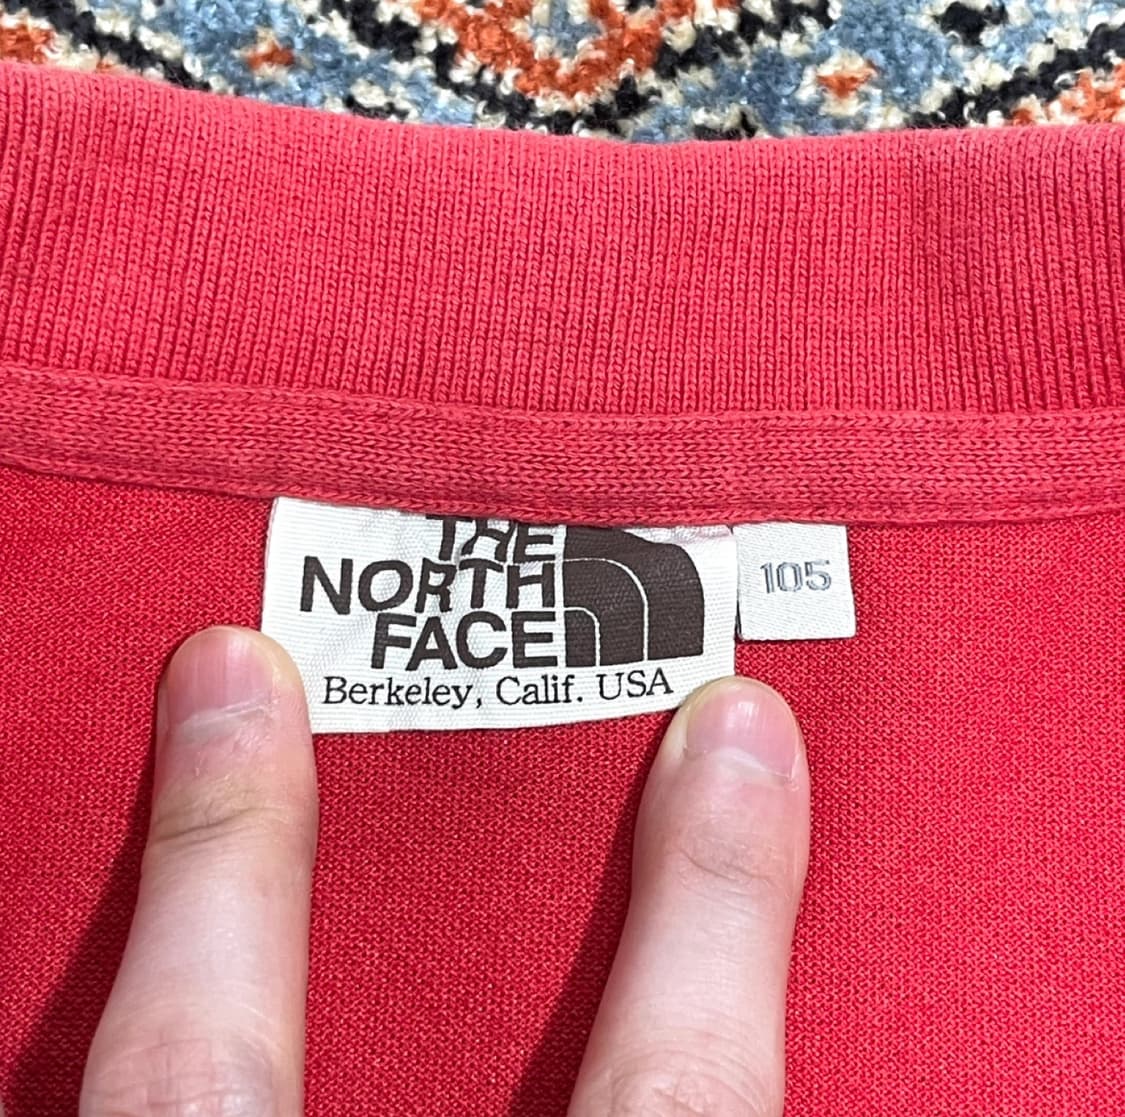 THE
NORTH
FACE
Berkeley, Calif. USA
105